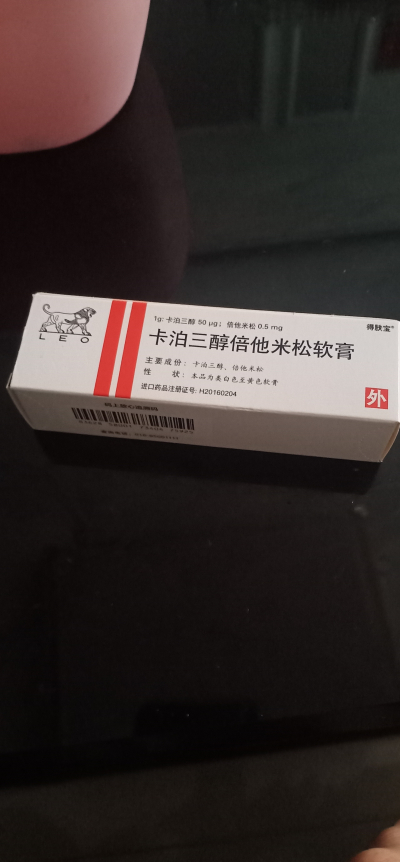 1g: 卡泊三醇 50 μg; 倍他米松 0.5 mg
得肤宝®
LEO
卡泊三醇倍他米松软膏
主要成份: 卡泊三醇、倍他米松
性 状: 本品为类白色至黄色软膏
进口药品注册证号: H20160204
外